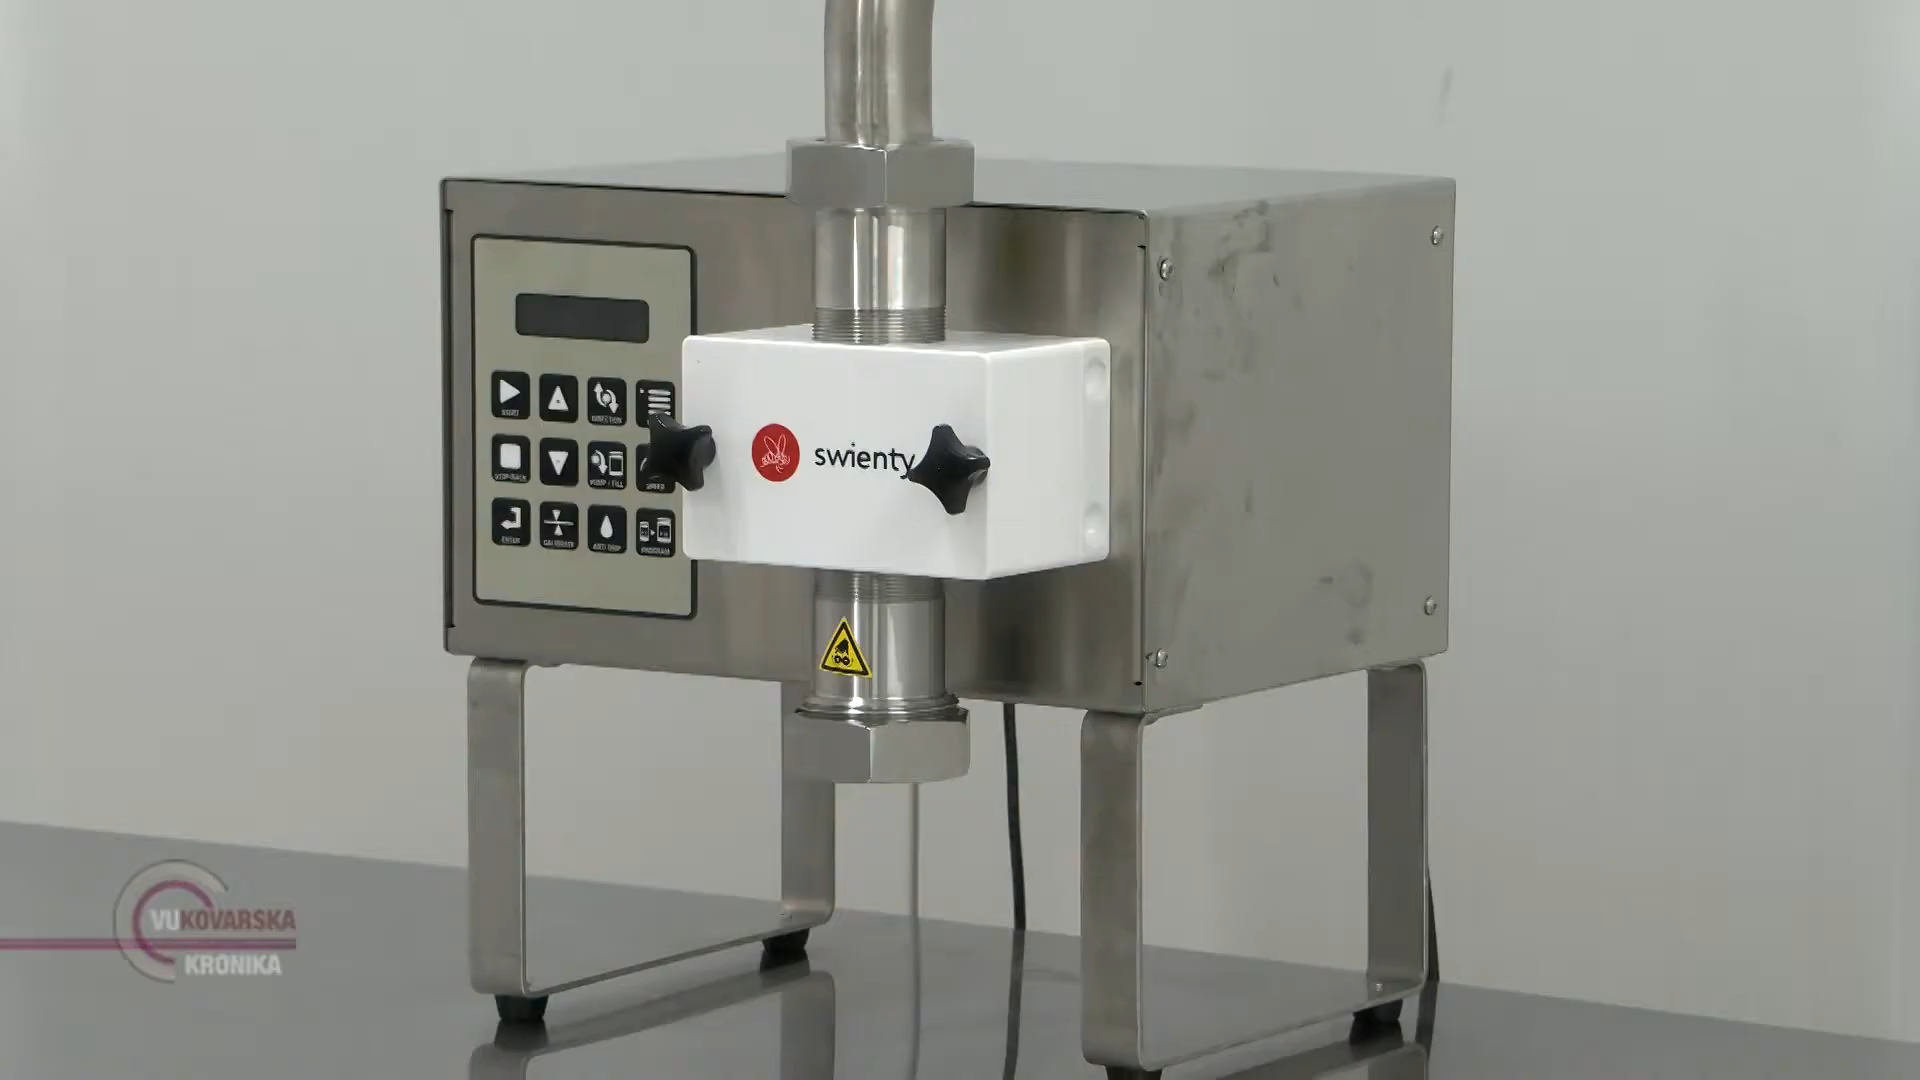 swienty
START
DIRECTION
STOP-BACK
PUMP / FILL
SPEED
ENTER
CALIBRATE
ANTI DRIP
PROGRAM
VUKOVARSKA
KRONIKA